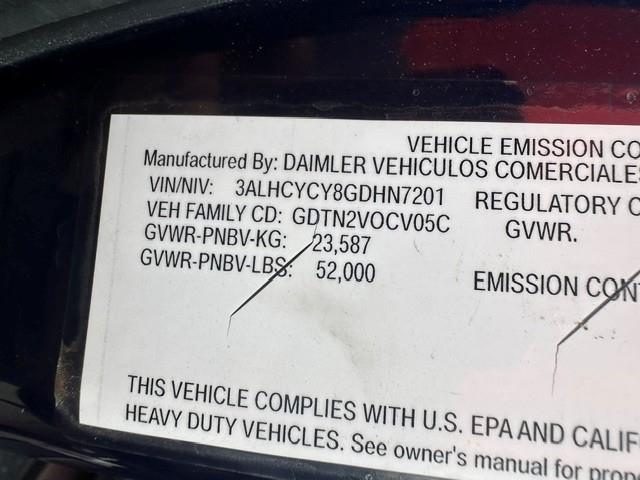 VEHICLE EMISSION CO
Manufactured By: DAIMLER VEHICULOS COMERCIALES
VIN/NIV: 3ALHCYCY8GDHN7201 REGULATORY C
VEH FAMILY CD: GDTN2VOCV05C GVWR.
GVWR-PNBV-KG: 23,587
GVWR-PNBV-LBS: 52,000 EMISSION CONT
THIS VEHICLE COMPLIES WITH U.S. EPA AND CALIF
HEAVY DUTY VEHICLES. See owner's manual for prop